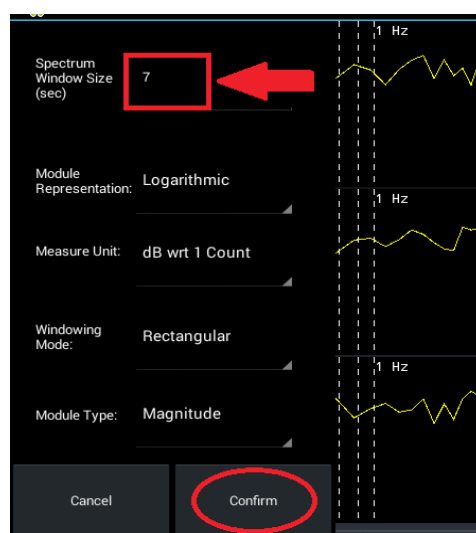 1 Hz
Spectrum
Window Size
(sec)
7
Module
Representation:
Logarithmic
1 Hz
Measure Unit:
dB wrt 1 Count
Windowing
Mode:
Rectangular
1 Hz
Module Type:
Magnitude
Cancel
Confirm